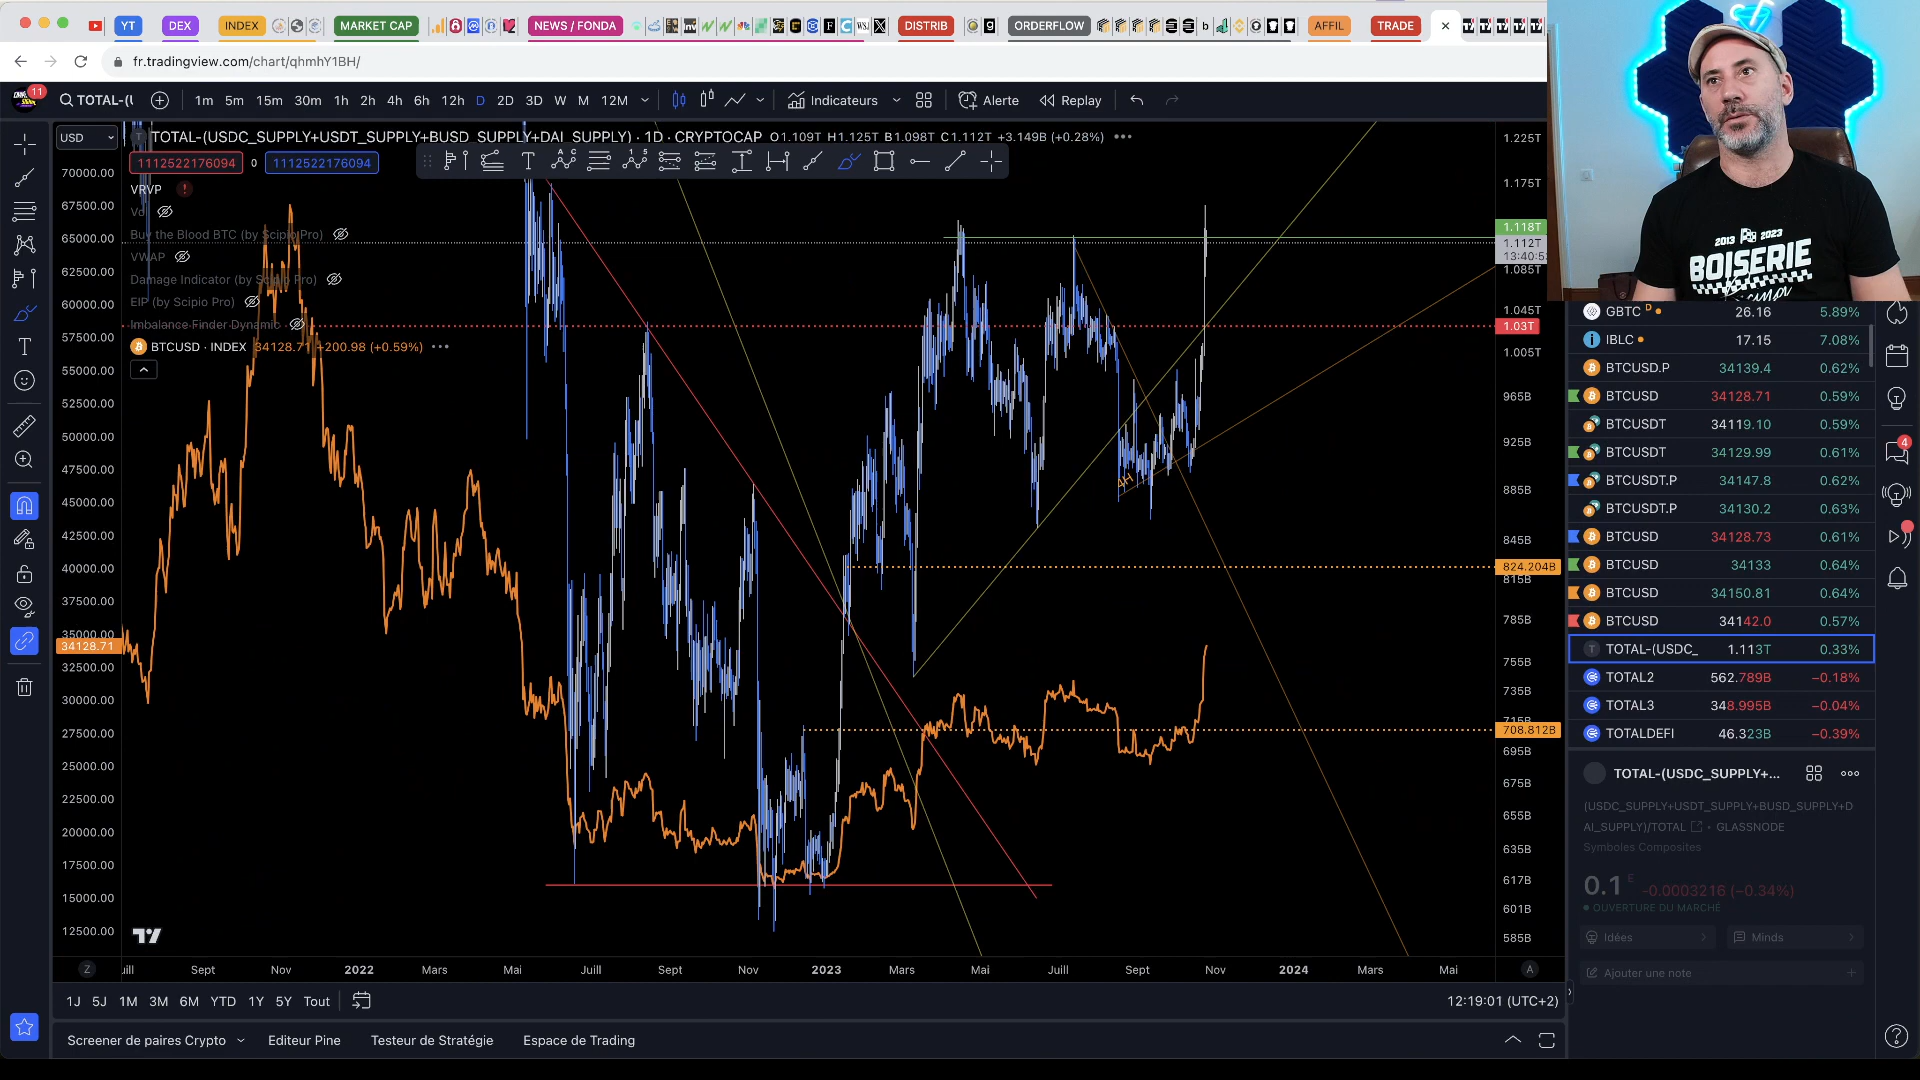 YT
DEX
INDEX
MARKET CAP
NEWS / FONDA
DISTRIB
ORDERFLOW
AFFIL
TRADE
fr.tradingview.com/chart/qhmhY1BH/
11
TOTAL-(U
1m 5m 15m 30m 1h 2h 4h 6h 12h D 2D 3D W M 12M
Indicateurs
Alerte
Replay
USD
TOTAL-(USDC_SUPPLY+USDT_SUPPLY+BUSD_SUPPLY+DAI_SUPPLY) · 1D · CRYPTOCAP O1.109T H1.125T B1.098T C1.112T +3.149B (+0.28%)
1112522176094 0 1112522176094
VRVP
Vol
Buy the Blood BTC (by Scipio Pro)
VWAP
Damage Indicator (by Scipio Pro)
EIP (by Scipio Pro)
Imbalance Finder Dynamic
BTCUSD · INDEX 34128.71 +200.98 (+0.59%)
70000.00
67500.00
65000.00
62500.00
60000.00
57500.00
55000.00
52500.00
50000.00
47500.00
45000.00
42500.00
40000.00
37500.00
35000.00
34128.71
32500.00
30000.00
27500.00
25000.00
22500.00
20000.00
17500.00
15000.00
12500.00
4H
1.225T
1.175T
1.118T
1.112T
13:40:5
1.085T
1.045T
1.03T
1.005T
965B
925B
885B
845B
824.204B
815B
785B
755B
735B
715B
708.812B
695B
675B
655B
635B
617B
601B
585B
Z
uill Sept Nov 2022 Mars Mai Juill Sept Nov 2023 Mars Mai Juill Sept Nov 2024 Mars Mai
A
1J 5J 1M 3M 6M YTD 1Y 5Y Tout
12:19:01 (UTC+2)
Screener de paires Crypto
Editeur Pine
Testeur de Stratégie
Espace de Trading
2013 2023
BOISERIE
GBTC D 26.16 5.89%
IBLC 17.15 7.08%
BTCUSD.P 34139.4 0.62%
BTCUSD 34128.71 0.59%
BTCUSDT 34119.10 0.59%
BTCUSDT 34129.99 0.61%
BTCUSDT.P 34147.8 0.62%
BTCUSDT.P 34130.2 0.63%
BTCUSD 34128.73 0.61%
BTCUSD 34133 0.64%
BTCUSD 34150.81 0.64%
BTCUSD 34142.0 0.57%
TOTAL-(USDC_ 1.113T 0.33%
TOTAL2 562.789B −0.18%
TOTAL3 348.995B −0.04%
TOTALDEFI 46.323B −0.39%
TOTAL-(USDC_SUPPLY+...
(USDC_SUPPLY+USDT_SUPPLY+BUSD_SUPPLY+D
AI_SUPPLY)/TOTAL • GLASSNODE
Symboles Composites
0.1 E -0.0003216 (−0.34%)
OUVERTURE DU MARCHÉ
Idées
Minds
Ajouter une note
4